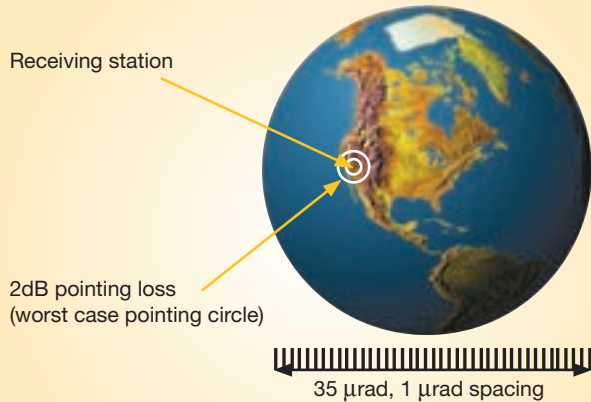 Receiving station
2dB pointing loss
(worst case pointing circle)
35 μrad, 1 μrad spacing